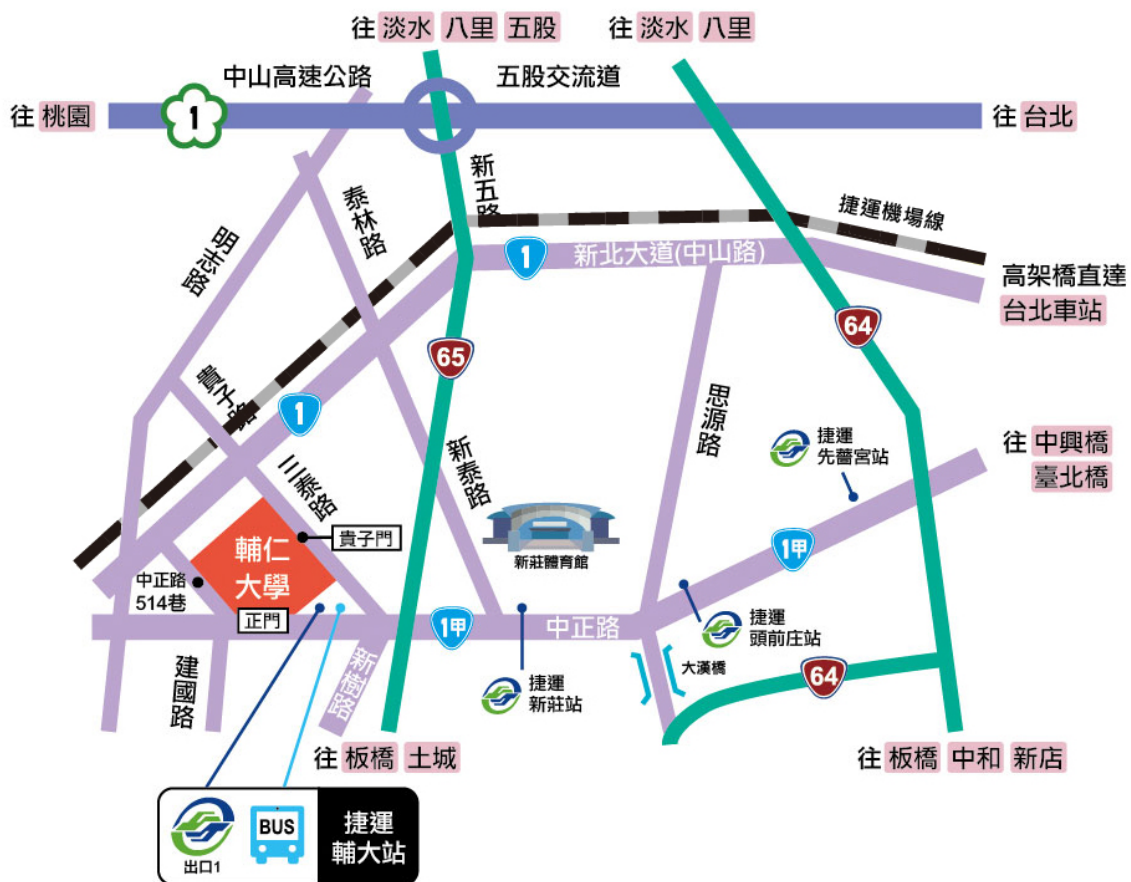 往 淡水 八里 五股
往 淡水 八里
中山高速公路
五股交流道
往 桃園
1
往 台北
新五路
泰林路
明志路
捷運機場線
1
新北大道(中山路)
高架橋直達
台北車站
64
65
貴子路
1
思源路
新泰路
捷運
先嗇宮站
往 中興橋
臺北橋
三泰路
貴子門
新莊體育館
1甲
輔仁
大學
中正路
514巷
正門
1甲
中正路
捷運
頭前庄站
建國路
新樹路
捷運
新莊站
大漢橋
64
往 板橋 土城
往 板橋 中和 新店
BUS
出口1
捷運
輔大站